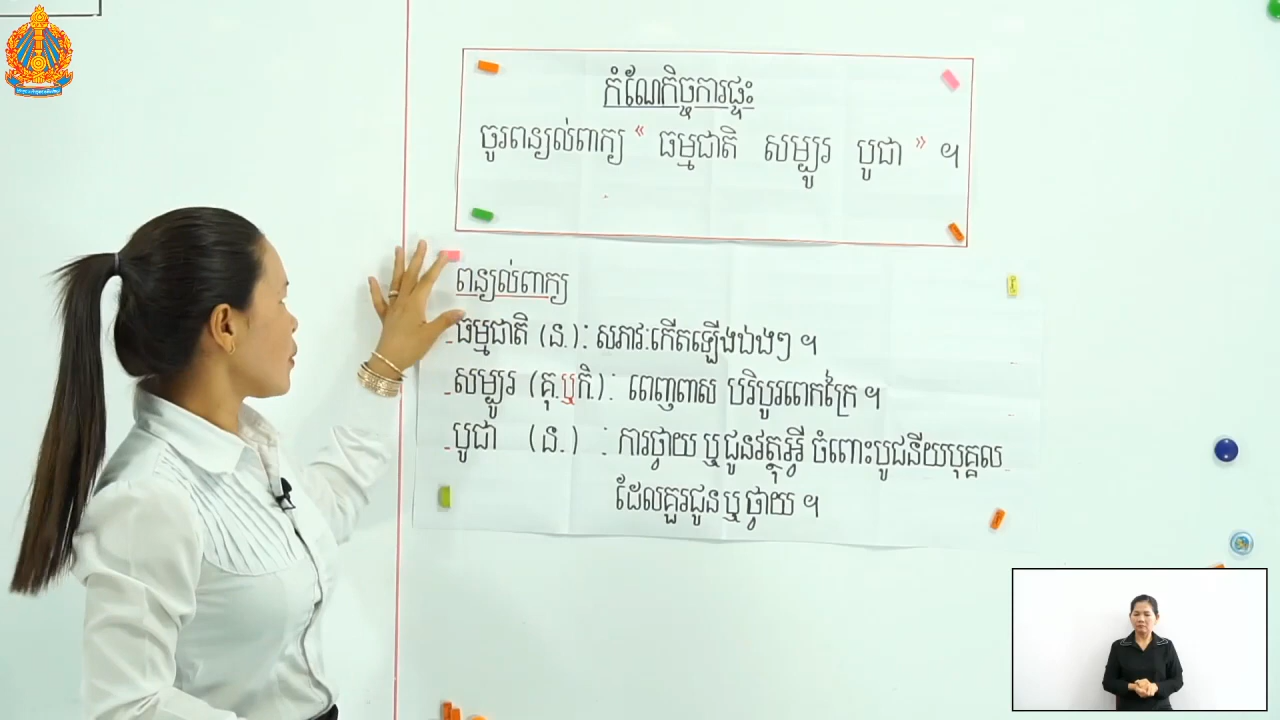 កំណែកិច្ចការផ្ទះ
ចូរពន្យល់ពាក្យ « ធម្មជាតិ សម្បូរ បូជា » ។
ពន្យល់ពាក្យ
_ធម្មជាតិ (ន.): សភាវៈកើតឡើងឯងៗ ។
_សម្បូរ (គុ.ឬកិ.): ពេញពាស បរិបូរពេកក្រៃ ។
_បូជា (ន.) : ការថ្វាយ ឬជូនវត្ថុអ្វី ចំពោះបូជនីយបុគ្គល
ដែលគួរជូន ឬ ថ្វាយ ។